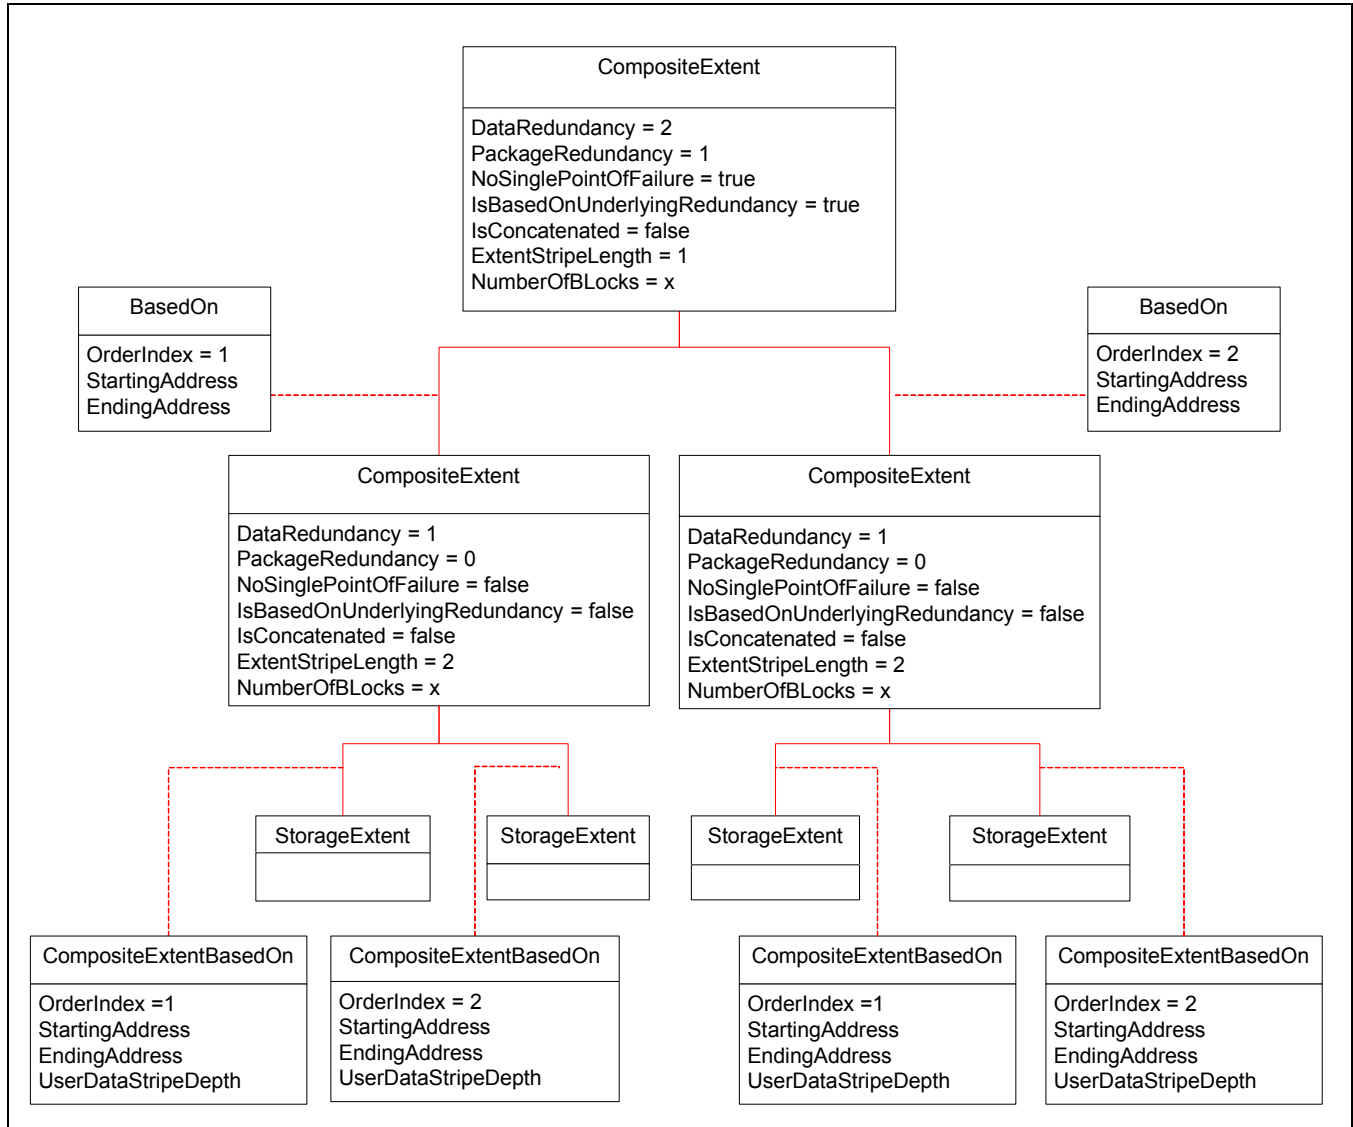 CompositeExtent
DataRedundancy = 2
PackageRedundancy = 1
NoSinglePointOfFailure = true
IsBasedOnUnderlyingRedundancy = true
IsConcatenated = false
ExtentStripeLength = 1
NumberOfBLocks = x
BasedOn
OrderIndex = 1
StartingAddress
EndingAddress
BasedOn
OrderIndex = 2
StartingAddress
EndingAddress
CompositeExtent
DataRedundancy = 1
PackageRedundancy = 0
NoSinglePointOfFailure = false
IsBasedOnUnderlyingRedundancy = false
IsConcatenated = false
ExtentStripeLength = 2
NumberOfBLocks = x
CompositeExtent
DataRedundancy = 1
PackageRedundancy = 0
NoSinglePointOfFailure = false
IsBasedOnUnderlyingRedundancy = false
IsConcatenated = false
ExtentStripeLength = 2
NumberOfBLocks = x
StorageExtent
StorageExtent
StorageExtent
StorageExtent
CompositeExtentBasedOn
OrderIndex =1
StartingAddress
EndingAddress
UserDataStripeDepth
CompositeExtentBasedOn
OrderIndex = 2
StartingAddress
EndingAddress
UserDataStripeDepth
CompositeExtentBasedOn
OrderIndex =1
StartingAddress
EndingAddress
UserDataStripeDepth
CompositeExtentBasedOn
OrderIndex = 2
StartingAddress
EndingAddress
UserDataStripeDepth